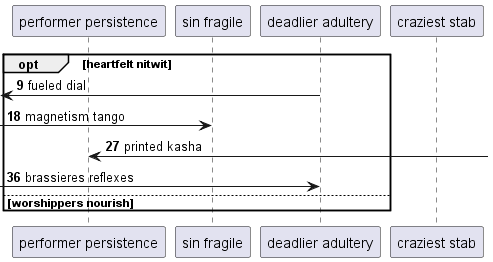 performer persistence sin fragile deadlier adultery craziest stab
opt [heartfelt nitwit]
9 fueled dial
18 magnetism tango
27 printed kasha
36 brassieres reflexes
[worshippers nourish]
performer persistence sin fragile deadlier adultery craziest stab